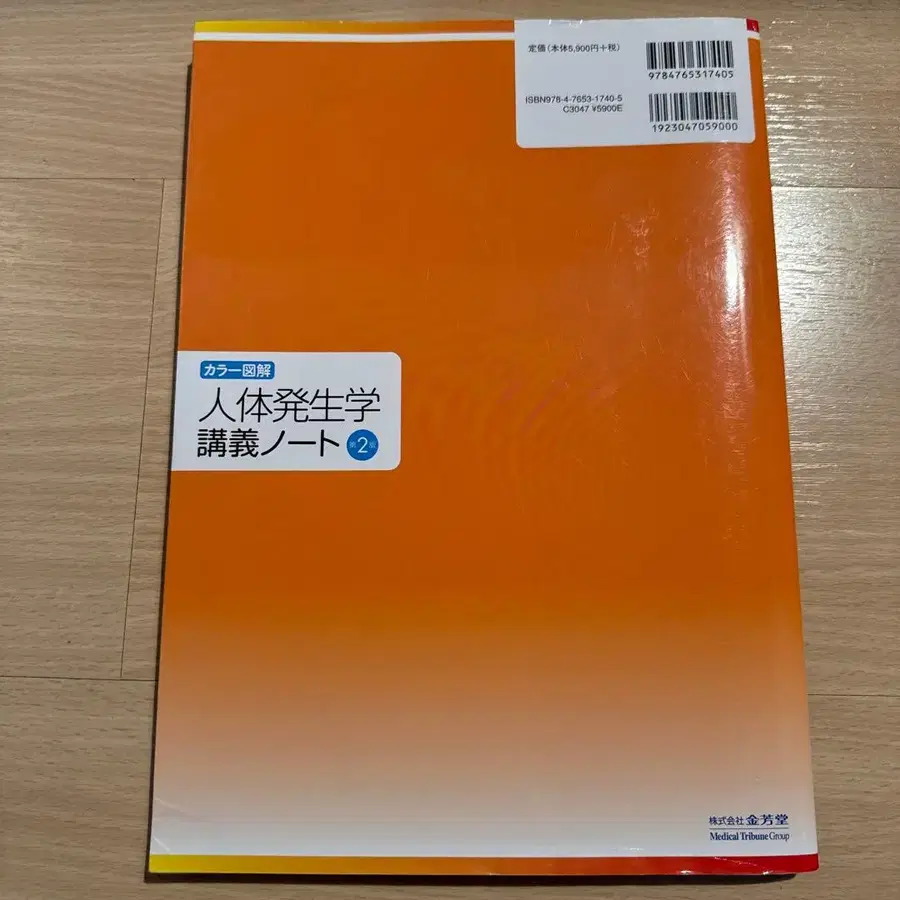 定価（本体5,900円＋税）
9784765317405
ISBN978-4-7653-1740-5
C3047 ¥5900E
1923047059000
カラー図解
人体発生学
講義ノート 第2版
株式会社 金芳堂
Medical Tribune Group